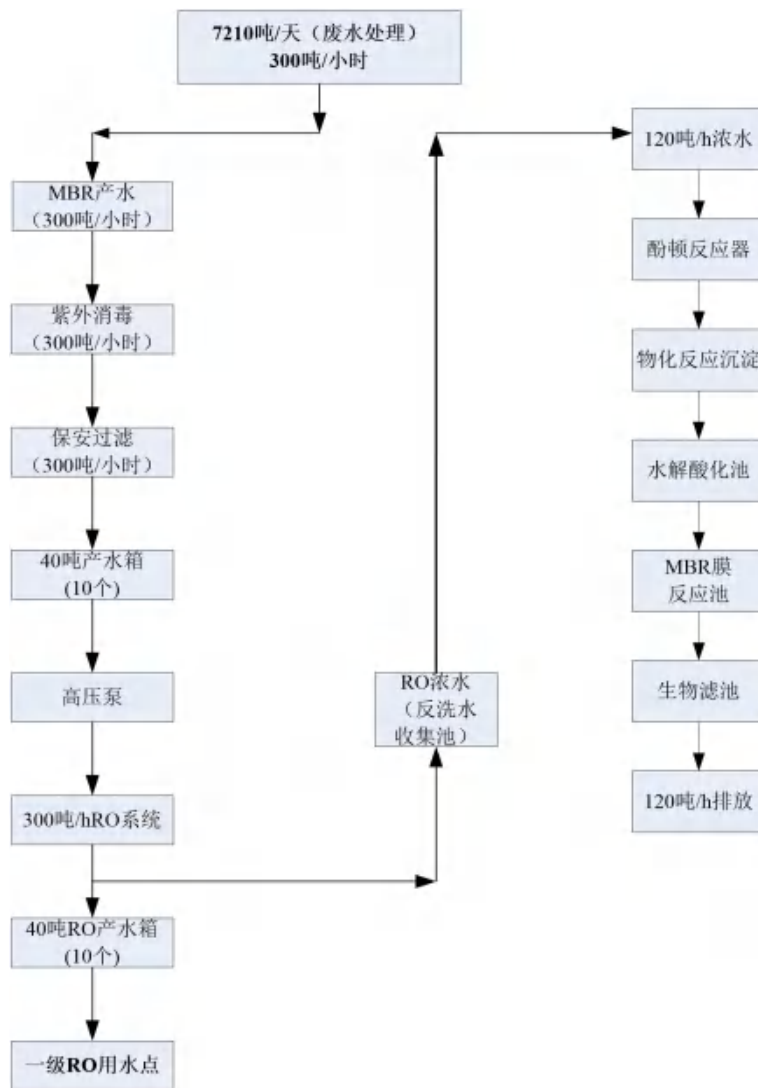 7210吨/天（废水处理）
300吨/小时
MBR产水
（300吨/小时）
紫外消毒
（300吨/小时）
保安过滤
（300吨/小时）
40吨产水箱
(10个)
高压泵
300吨/hRO系统
40吨RO产水箱
(10个)
一级RO用水点
RO浓水
（反洗水
收集池）
120吨/h浓水
酚顿反应器
物化反应沉淀
水解酸化池
MBR膜
反应池
生物滤池
120吨/h排放